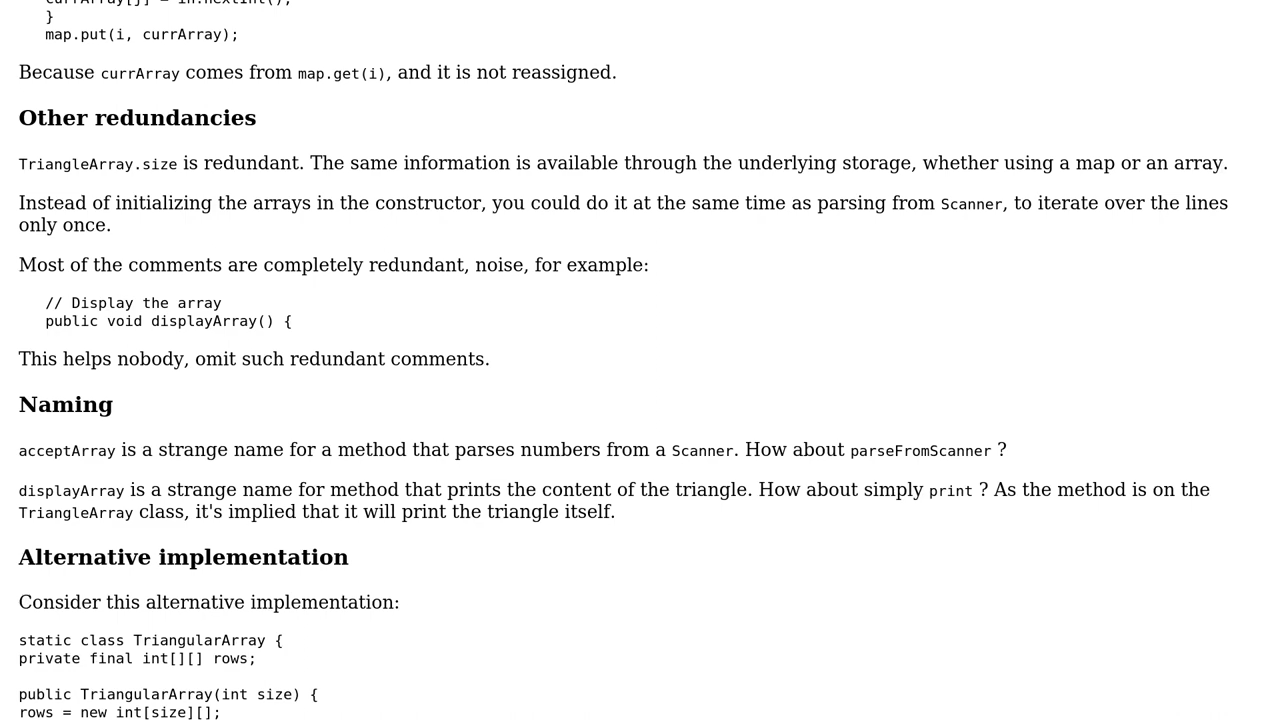 currArray[j] = in.nextInt();
}
map.put(i, currArray);
Because currArray comes from map.get(i), and it is not reassigned.
Other redundancies
TriangleArray.size is redundant. The same information is available through the underlying storage, whether using a map or an array.
Instead of initializing the arrays in the constructor, you could do it at the same time as parsing from Scanner, to iterate over the lines
only once.
Most of the comments are completely redundant, noise, for example:
// Display the array
public void displayArray() {
This helps nobody, omit such redundant comments.
Naming
acceptArray is a strange name for a method that parses numbers from a Scanner. How about parseFromScanner ?
displayArray is a strange name for method that prints the content of the triangle. How about simply print ? As the method is on the
TriangleArray class, it's implied that it will print the triangle itself.
Alternative implementation
Consider this alternative implementation:
static class TriangularArray {
private final int[][] rows;
public TriangularArray(int size) {
rows = new int[size][];